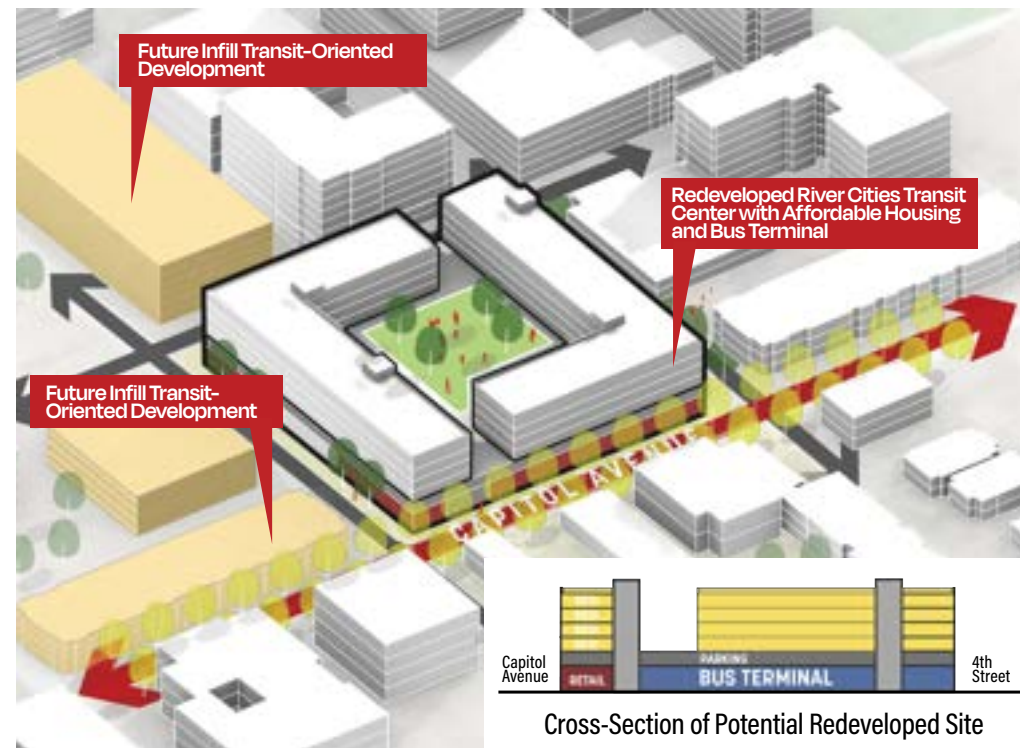 Future Infill Transit-Oriented
Development
Redeveloped River Cities Transit
Center with Affordable Housing
and Bus Terminal
Future Infill Transit-
Oriented Development
CAPITOL AVENUE
Capitol
Avenue
PARKING
RETAIL
BUS TERMINAL
4th
Street
Cross-Section of Potential Redeveloped Site